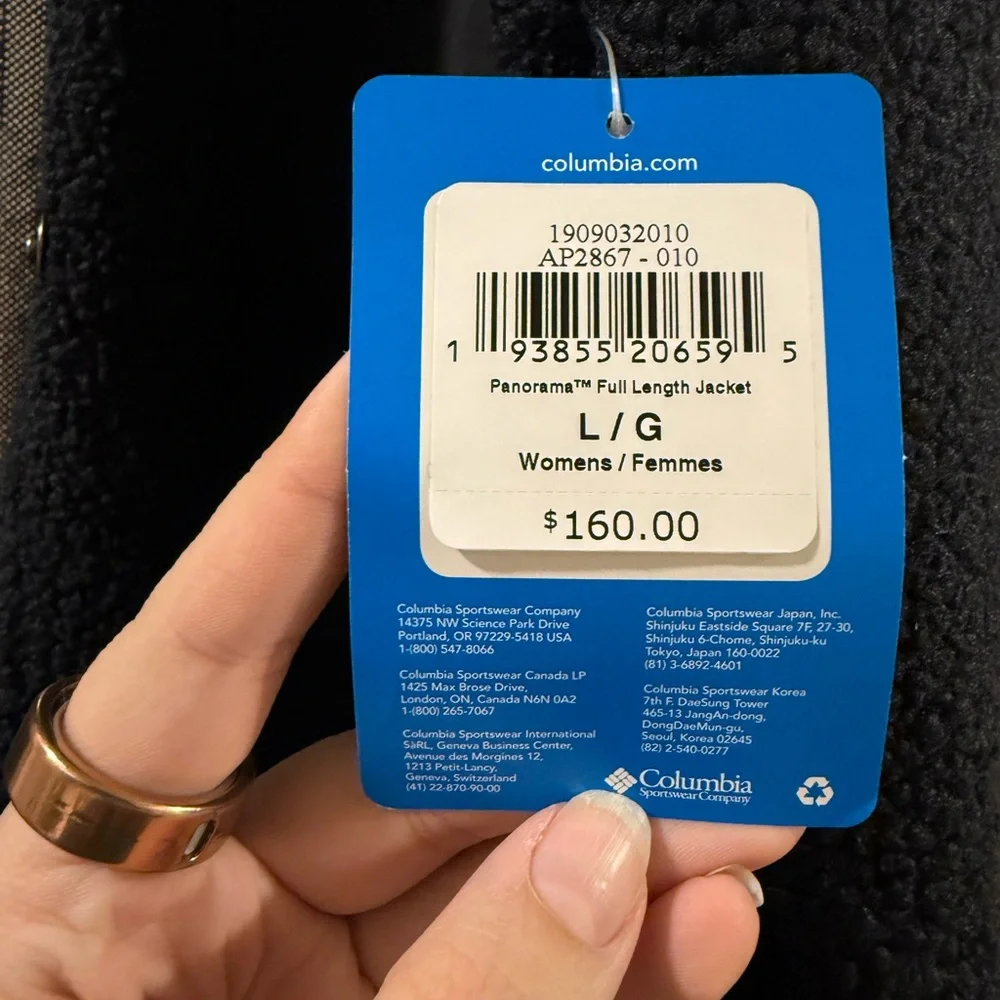 columbia.com
1909032010
AP2867 - 010
1 93855 20659 5
Panorama™ Full Length Jacket
L / G
Womens / Femmes
$160.00
Columbia Sportswear Company
14375 NW Science Park Drive
Portland, OR 97229-5418 USA
1-(800) 547-8066
Columbia Sportswear Canada LP
1425 Max Brose Drive,
London, ON, Canada N6N 0A2
1-(800) 265-7067
Columbia Sportswear International
SàRL, Geneva Business Center,
Avenue des Morgines 12,
1213 Petit-Lancy,
Geneva, Switzerland
(41) 22-870-90-00
Columbia Sportswear Japan, Inc.
Shinjuku Eastside Square 7F, 27-30,
Shinjuku 6-Chome, Shinjuku-ku
Tokyo, Japan 160-0022
(81) 3-6892-4601
Columbia Sportswear Korea
7th F. DaeSung Tower
465-13 JangAn-dong,
DongDaeMun-gu,
Seoul, Korea 02645
(82) 2-540-0277
Columbia
Sportswear Company